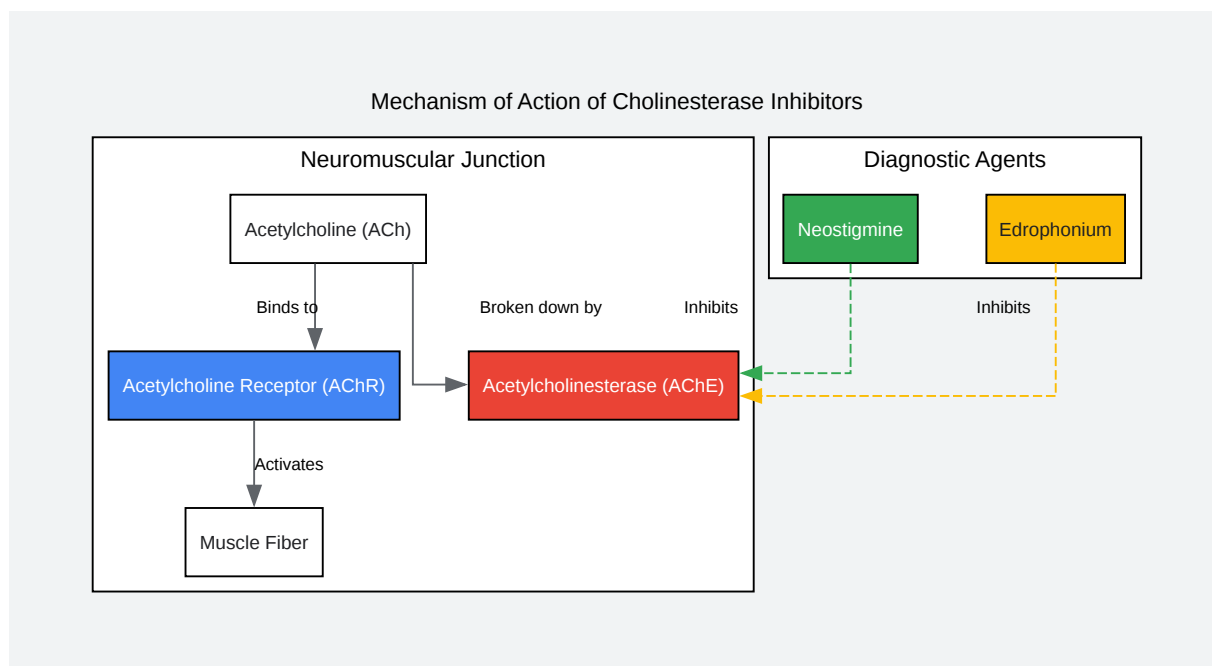 Mechanism of Action of Cholinesterase Inhibitors
Neuromuscular Junction
Diagnostic Agents
Acetylcholine (ACh)
Neostigmine
Edrophonium
Binds to
Broken down by
Inhibits
Inhibits
Acetylcholine Receptor (AChR)
Acetylcholinesterase (AChE)
Activates
Muscle Fiber